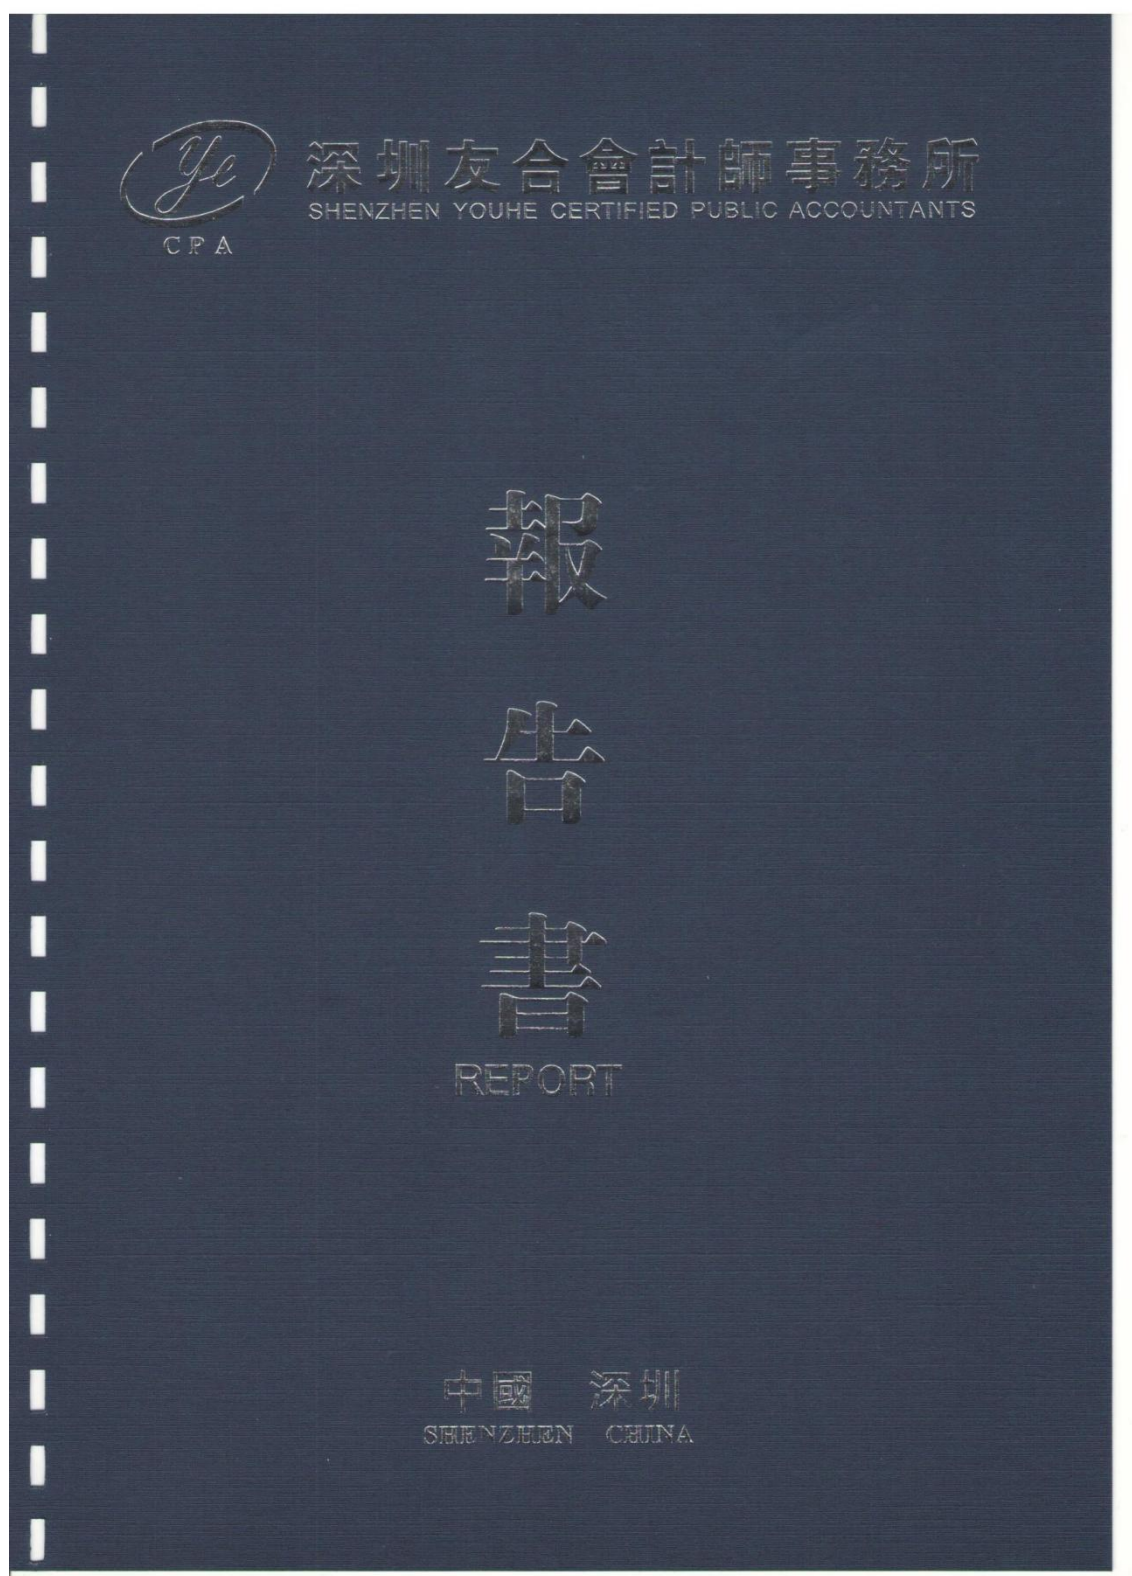 Ye
CPA
深圳友合會計師事務所
SHENZHEN YOUHE CERTIFIED PUBLIC ACCOUNTANTS
報
告
書
REPORT
中國 深圳
SHENZHEN CHINA